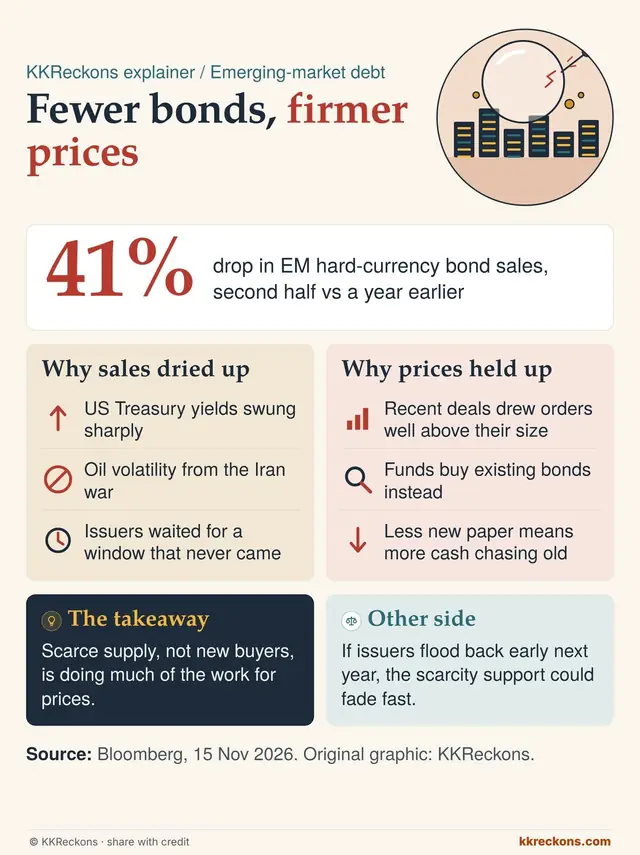 KKReckons explainer / Emerging-market debt
Fewer bonds, firmer
prices
41%
drop in EM hard-currency bond sales,
second half vs a year earlier
Why sales dried up
US Treasury yields swung
sharply
Oil volatility from the Iran
war
Issuers waited for a
window that never came
Why prices held up
Recent deals drew orders
well above their size
Funds buy existing bonds
instead
Less new paper means
more cash chasing old
The takeaway
Scarce supply, not new buyers,
is doing much of the work for
prices.
Other side
If issuers flood back early next
year, the scarcity support could
fade fast.
Source: Bloomberg, 15 Nov 2026. Original graphic: KKReckons.
© KKReckons · share with credit
kkreckons.com